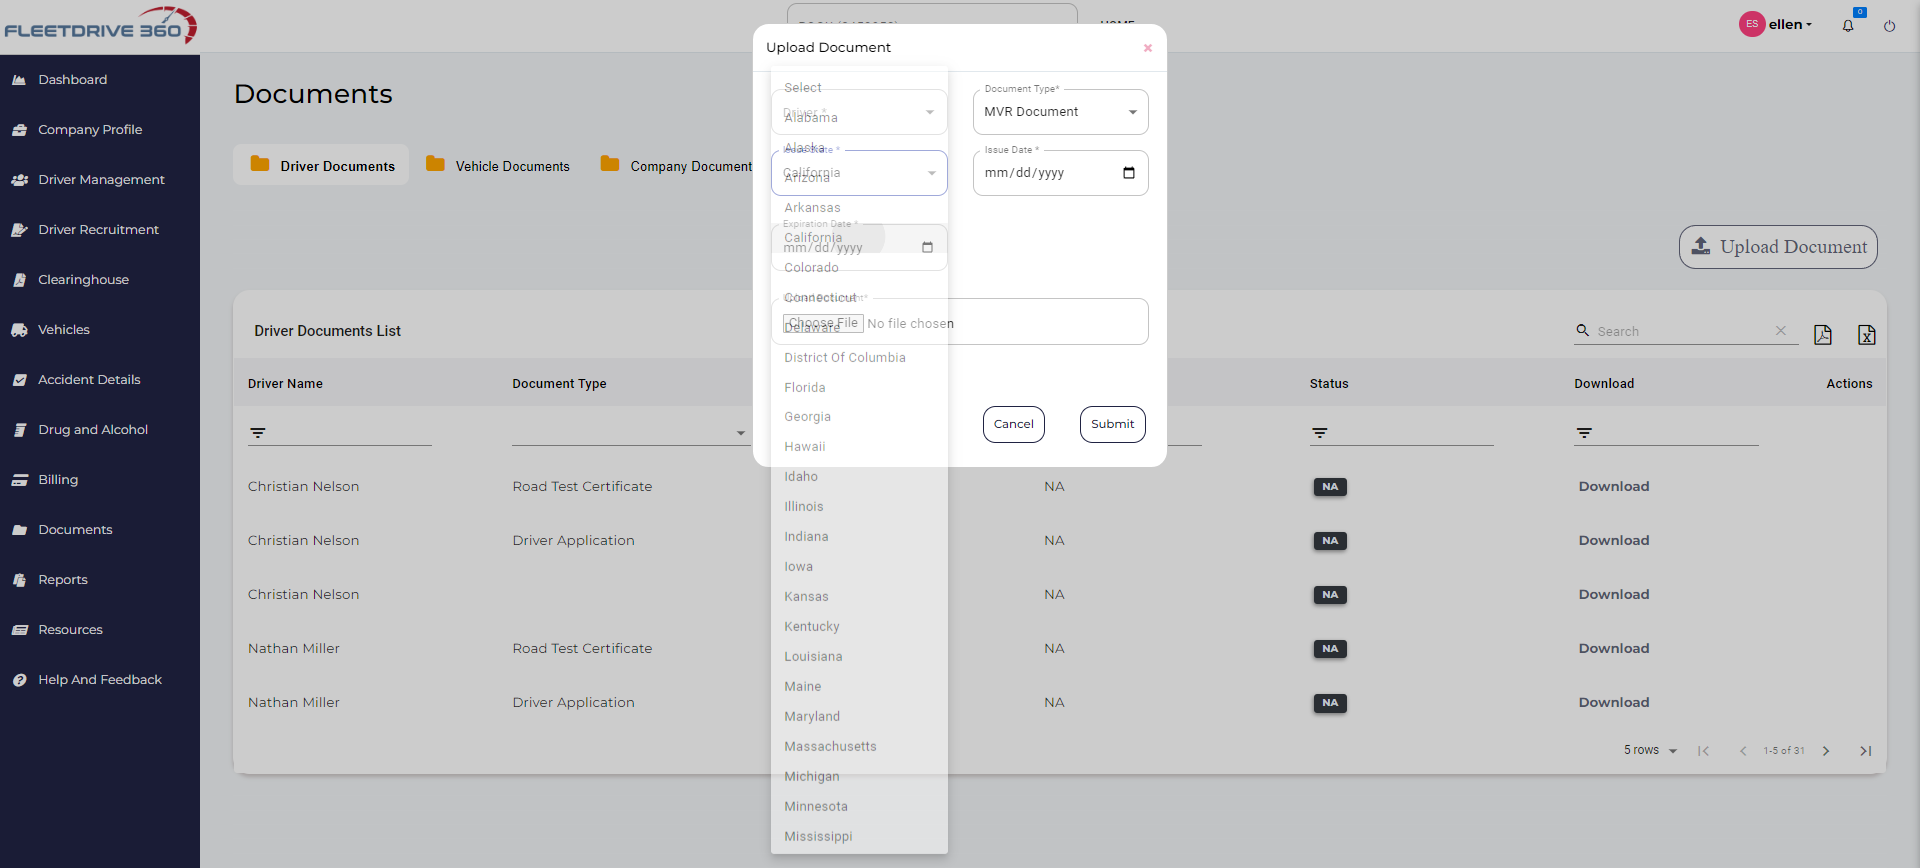 FLEETDRIVE 360
HOME
ES
ellen
0
Dashboard
Company Profile
Driver Management
Driver Recruitment
Clearinghouse
Vehicles
Accident Details
Drug and Alcohol
Billing
Documents
Reports
Resources
Help And Feedback
Documents
Driver Documents
Vehicle Documents
Company Document
Upload Document
Driver Documents List
Search
Driver Name
Document Type
Status
Download
Actions
Christian Nelson
Road Test Certificate
NA
NA
Download
Christian Nelson
Driver Application
NA
NA
Download
Christian Nelson
NA
NA
Download
Nathan Miller
Road Test Certificate
NA
NA
Download
Nathan Miller
Driver Application
NA
NA
Download
5 rows
1-5 of 31
Upload Document
Driver *
Document Type*
MVR Document
Issue State *
California
Issue Date *
mm/dd/yyyy
Expiration Date *
mm/dd/yyyy
Choose File
No file chosen
Cancel
Submit
Select
Alabama
Alaska
Arizona
Arkansas
California
Colorado
Connecticut
Delaware
District Of Columbia
Florida
Georgia
Hawaii
Idaho
Illinois
Indiana
Iowa
Kansas
Kentucky
Louisiana
Maine
Maryland
Massachusetts
Michigan
Minnesota
Mississippi